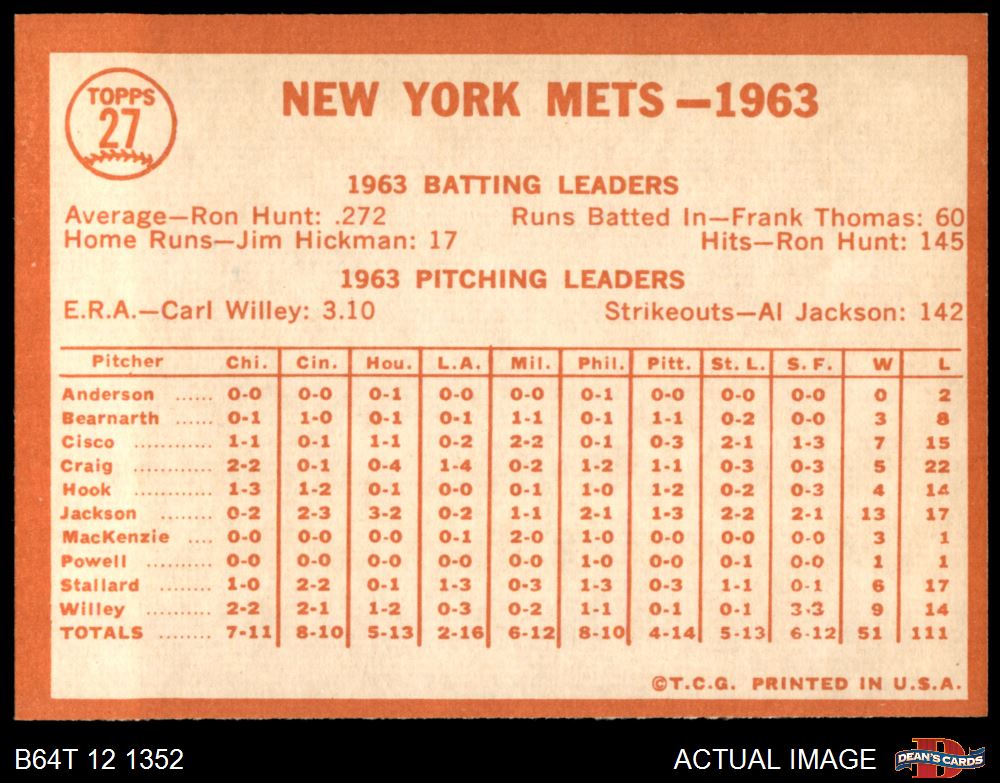 TOPPS
27
NEW YORK METS—1963
1963 BATTING LEADERS
Average—Ron Hunt: .272 Runs Batted In—Frank Thomas: 60
Home Runs—Jim Hickman: 17 Hits—Ron Hunt: 145
1963 PITCHING LEADERS
E.R.A.—Carl Willey: 3.10 Strikeouts—Al Jackson: 142
Pitcher Chi. Cin. Hou. L.A. Mil. Phil. Pitt. St. L. S. F. W L
Anderson ...... 0-0 0-0 0-1 0-0 0-0 0-1 0-0 0-0 0-0 0 2
Bearnarth ...... 0-1 1-0 0-1 0-1 1-1 0-1 1-1 0-2 0-0 3 8
Cisco ............ 1-1 0-1 1-1 0-2 2-2 0-1 0-3 2-1 1-3 7 15
Craig ............ 2-2 0-1 0-4 1-4 0-2 1-2 1-1 0-3 0-3 5 22
Hook ............ 1-3 1-2 0-1 0-0 0-1 1-0 1-2 0-2 0-3 4 14
Jackson ........ 0-2 2-3 3-2 0-2 1-1 2-1 1-3 2-2 2-1 13 17
MacKenzie .... 0-0 0-0 0-0 0-1 2-0 1-0 0-0 0-0 0-0 3 1
Powell .......... 0-0 0-0 0-0 0-0 0-0 1-0 0-0 0-1 0-0 1 1
Stallard ........ 1-0 2-2 0-1 1-3 0-3 1-3 0-3 1-1 0-1 6 17
Willey .......... 2-2 2-1 1-2 0-3 0-2 1-1 0-1 0-1 3-3 9 14
TOTALS ........ 7-11 8-10 5-13 2-16 6-12 8-10 4-14 5-13 6-12 51 111
©T.C.G. PRINTED IN U.S.A.
B64T 12 1352 ACTUAL IMAGE
D
DEAN'S CARDS